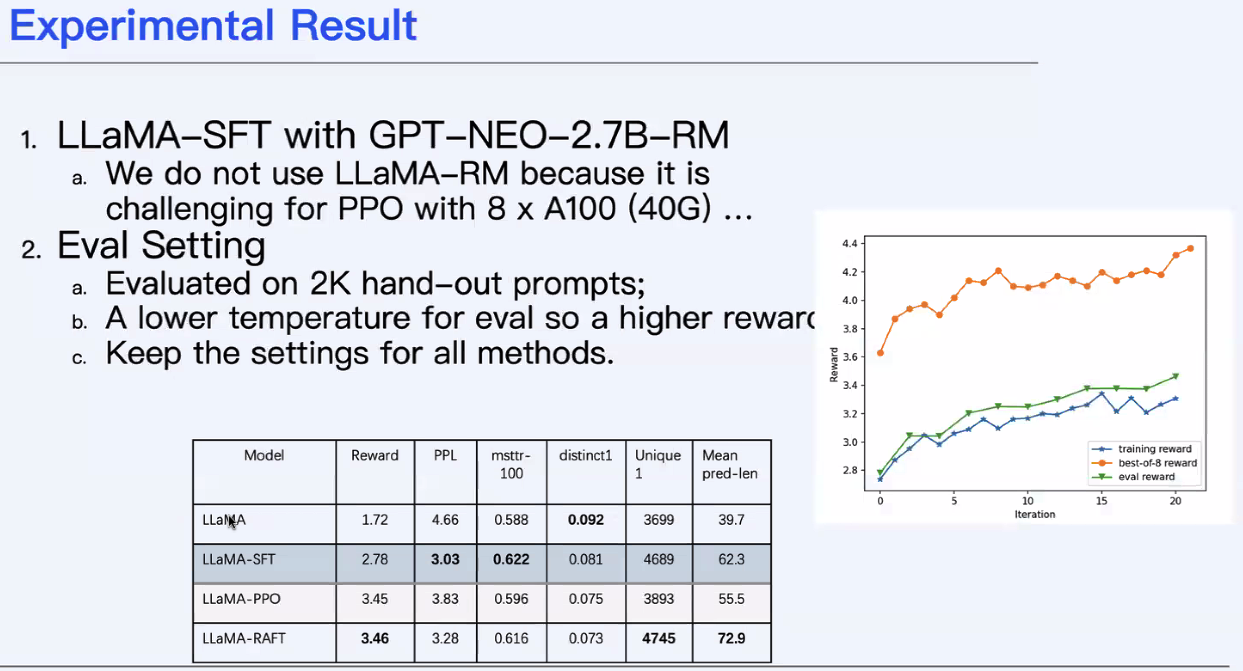 Experimental Result
1. LLaMA-SFT with GPT-NEO-2.7B-RM
a. We do not use LLaMA-RM because it is
challenging for PPO with 8 x A100 (40G) ...
2. Eval Setting
a. Evaluated on 2K hand-out prompts;
b. A lower temperature for eval so a higher
c. Keep the settings for all methods.
4.4
4.2
4.0
3.8
3.6
3.4
3.2
3.0
2.8
Reward
0 5 10 15 20
Iteration
training reward
best-of-8 reward
eval reward
Model Reward PPL msttr-100 distinct1 Unique 1 Mean pred-len
LLaMA 1.72 4.66 0.588 0.092 3699 39.7
LLaMA-SFT 2.78 3.03 0.622 0.081 4689 62.3
LLaMA-PPO 3.45 3.83 0.596 0.075 3893 55.5
LLaMA-RAFT 3.46 3.28 0.616 0.073 4745 72.9